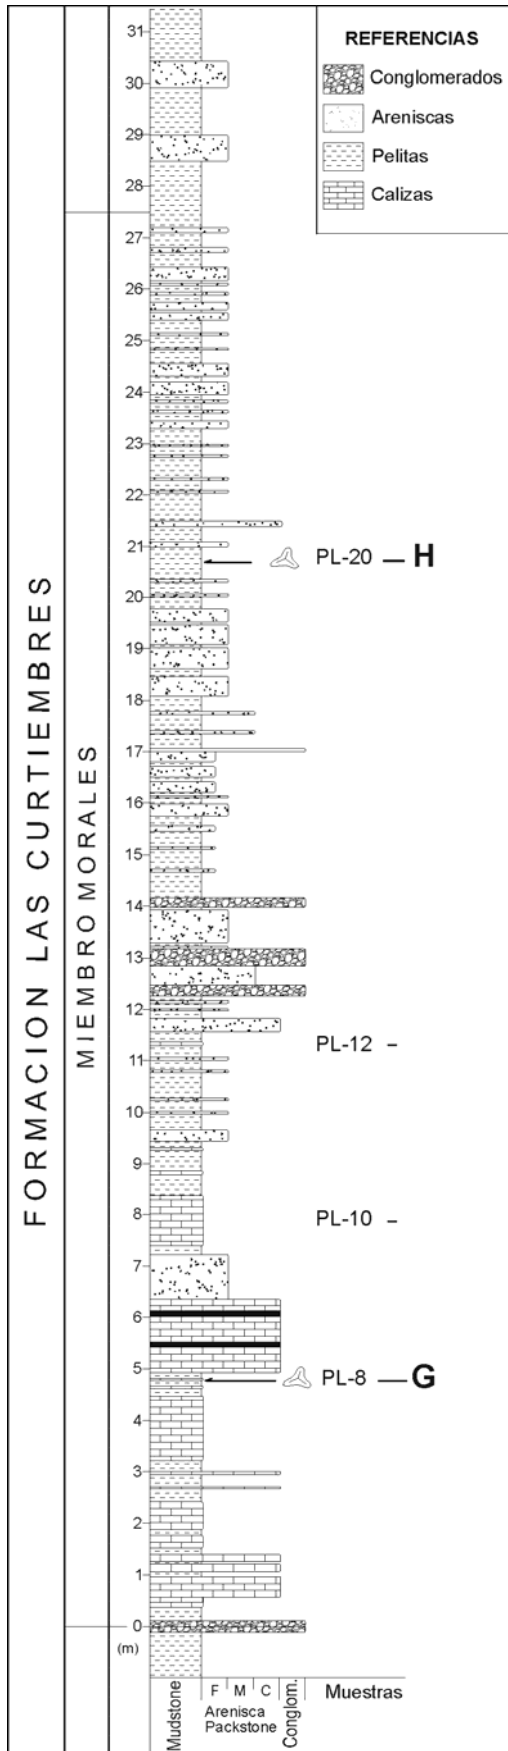 REFERENCIAS
Conglomerados
Areniscas
Pelitas
Calizas
FORMACION LAS CURTIEMBRES
MIEMBRO MORALES
31
30
29
28
27
26
25
24
23
22
21
PL-20 H
20
19
18
17
16
15
14
13
12
PL-12
11
10
9
8
PL-10
7
6
5
PL-8 G
4
3
2
1
0
(m)
Mudstone
F M C
Arenisca
Packstone
Conglom.
Muestras